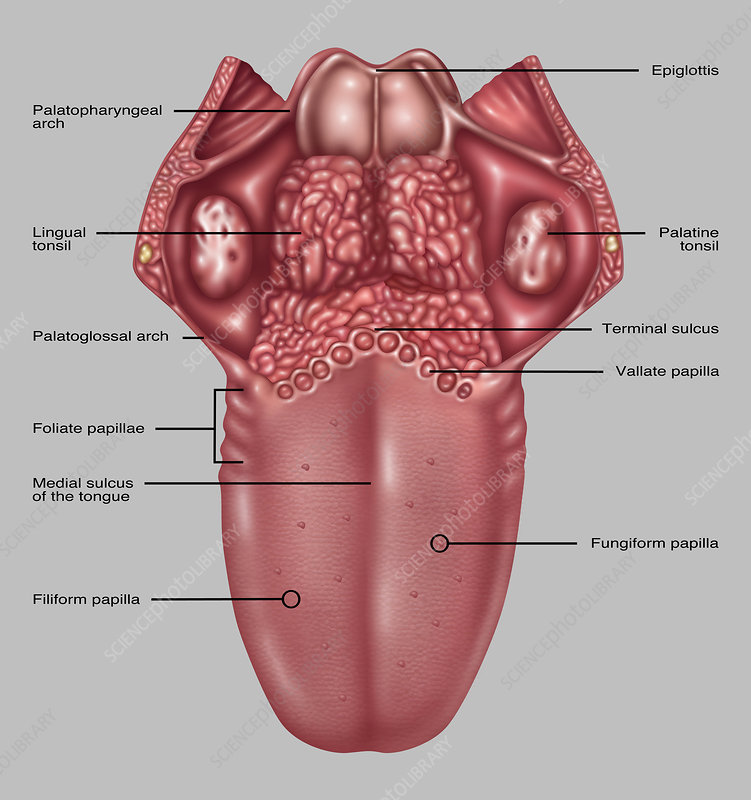 Epiglottis
Palatopharyngeal
arch
Lingual
tonsil
Palatine
tonsil
Terminal sulcus
Palatoglossal arch
Vallate papilla
Foliate papillae
Medial sulcus
of the tongue
Fungiform papilla
Filiform papilla
SCIENCEphotoLIBRARY